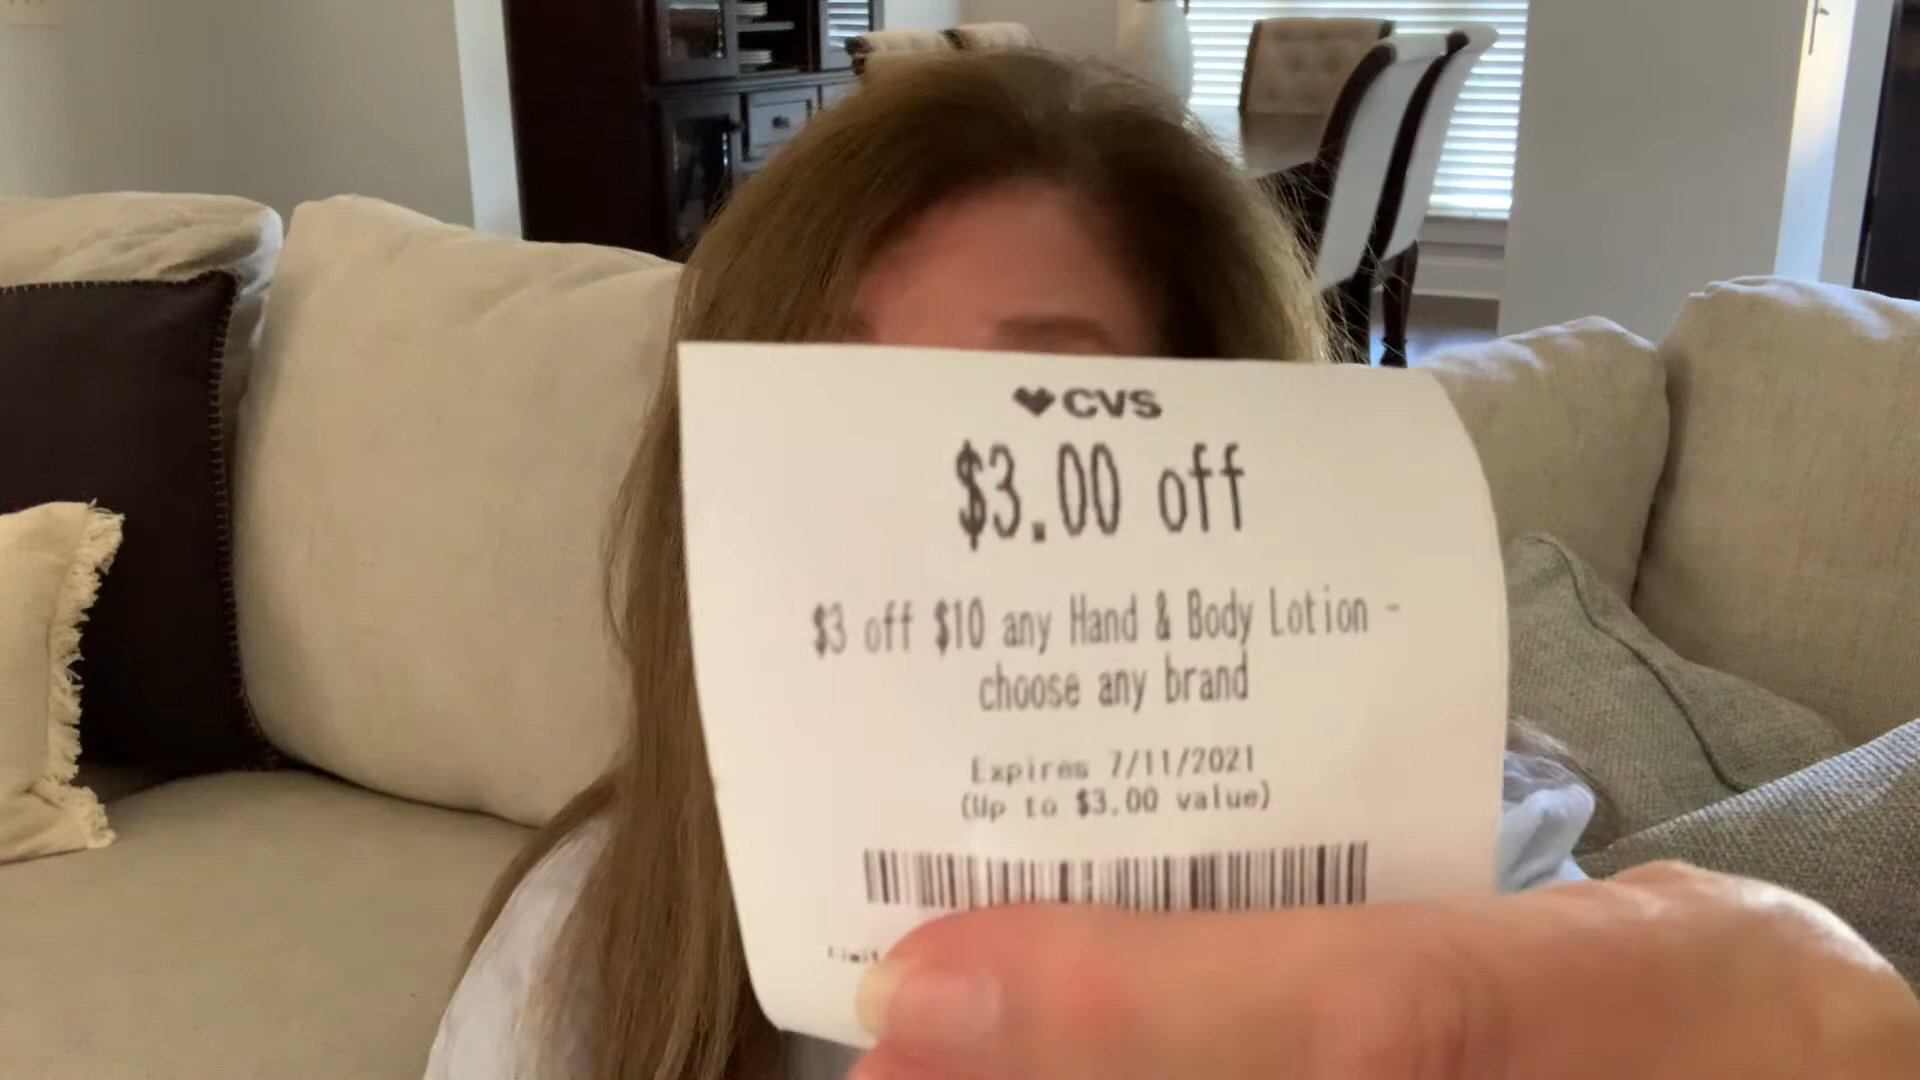 CVS
$3.00 off
$3 off $10 any Hand & Body Lotion -
choose any brand
Expires 7/11/2021
(Up to $3.00 value)
Limit